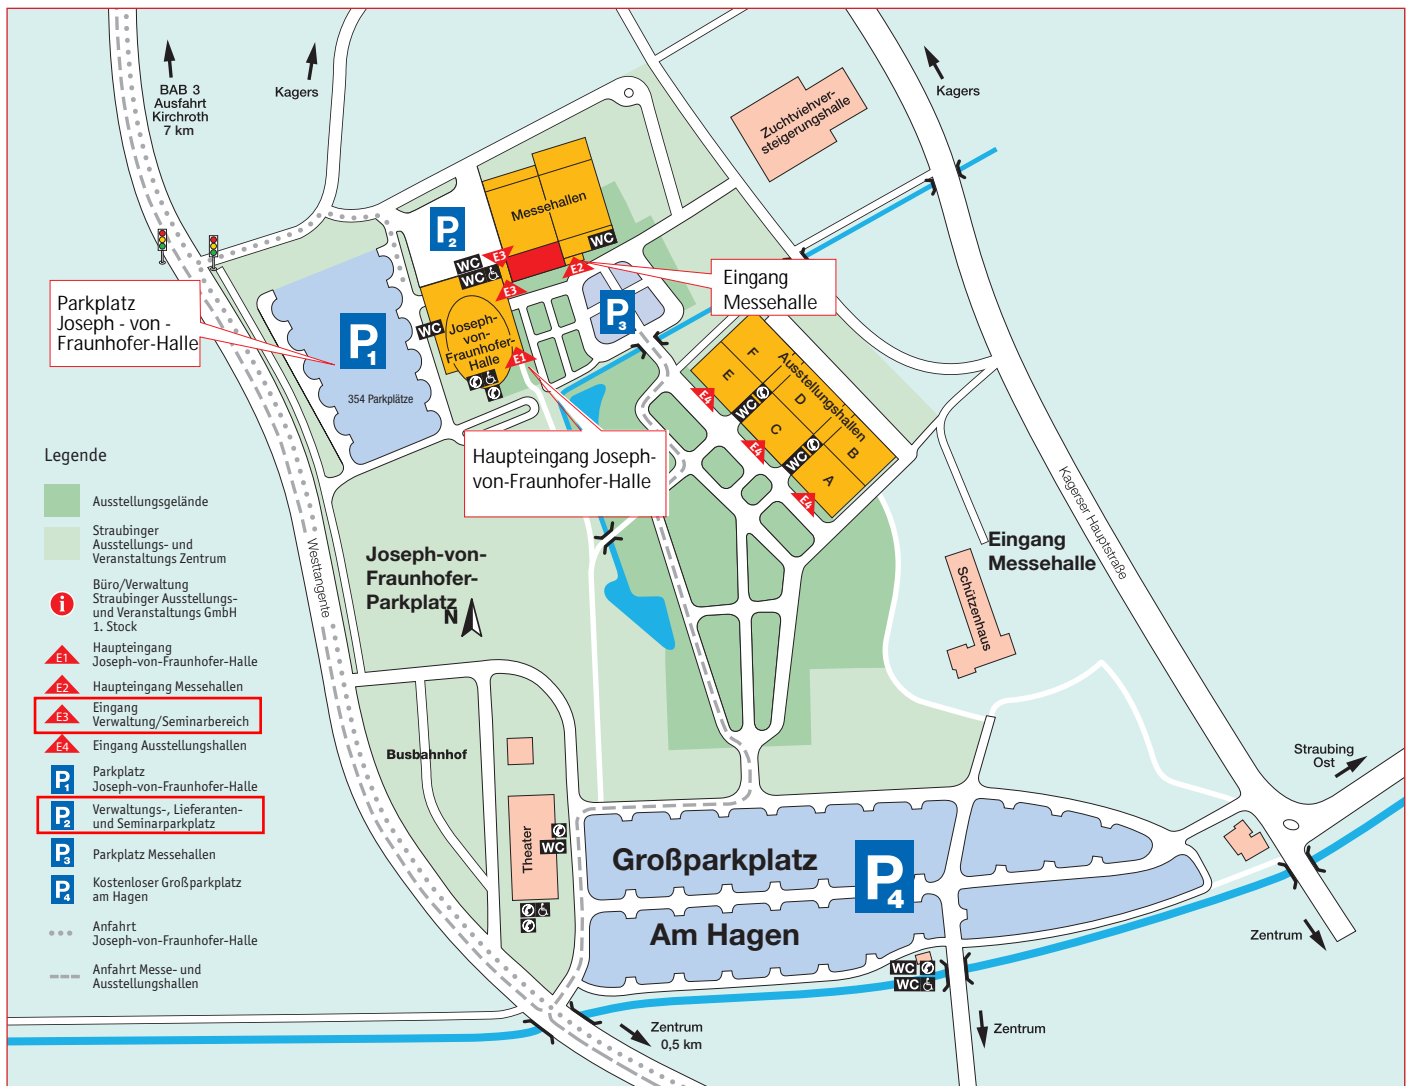 BAB 3
Ausfahrt
Kirchroth
7 km
Kagers
Kagers
Zuchtviehver-
steigerungshalle
Messehallen
P2
WC
WC
E3
WC
E2
E3
Eingang
Messehalle
Parkplatz
Joseph - von -
Fraunhofer-Halle
P1
354 Parkplätze
WC
Joseph-
von-
Fraunhofer-
Halle
E1
P3
Ausstellungshallen
F
E
D
C
B
A
WC
WC
E4
E4
E4
Haupteingang Joseph-
von-Fraunhofer-Halle
Legende
Ausstellungsgelände
Straubinger
Ausstellungs- und
Veranstaltungs Zentrum
i
Büro/Verwaltung
Straubinger Ausstellungs-
und Veranstaltungs GmbH
1. Stock
E1
Haupteingang
Joseph-von-Fraunhofer-Halle
E2
Haupteingang Messehallen
E3
Eingang
Verwaltung/Seminarbereich
E4
Eingang Ausstellungshallen
P1
Parkplatz
Joseph-von-Fraunhofer-Halle
P2
Verwaltungs-, Lieferanten-
und Seminarparkplatz
P3
Parkplatz Messehallen
P4
Kostenloser Großparkplatz
am Hagen
Anfahrt
Joseph-von-Fraunhofer-Halle
Anfahrt Messe- und
Ausstellungshallen
Westtangente
Joseph-von-
Fraunhofer-
Parkplatz
N
Kagerser Hauptstraße
Eingang
Messehalle
Schützenhaus
Busbahnhof
Theater
WC
Großparkplatz
P4
Am Hagen
WC
WC
Straubing
Ost
Zentrum
Zentrum
Zentrum
0,5 km